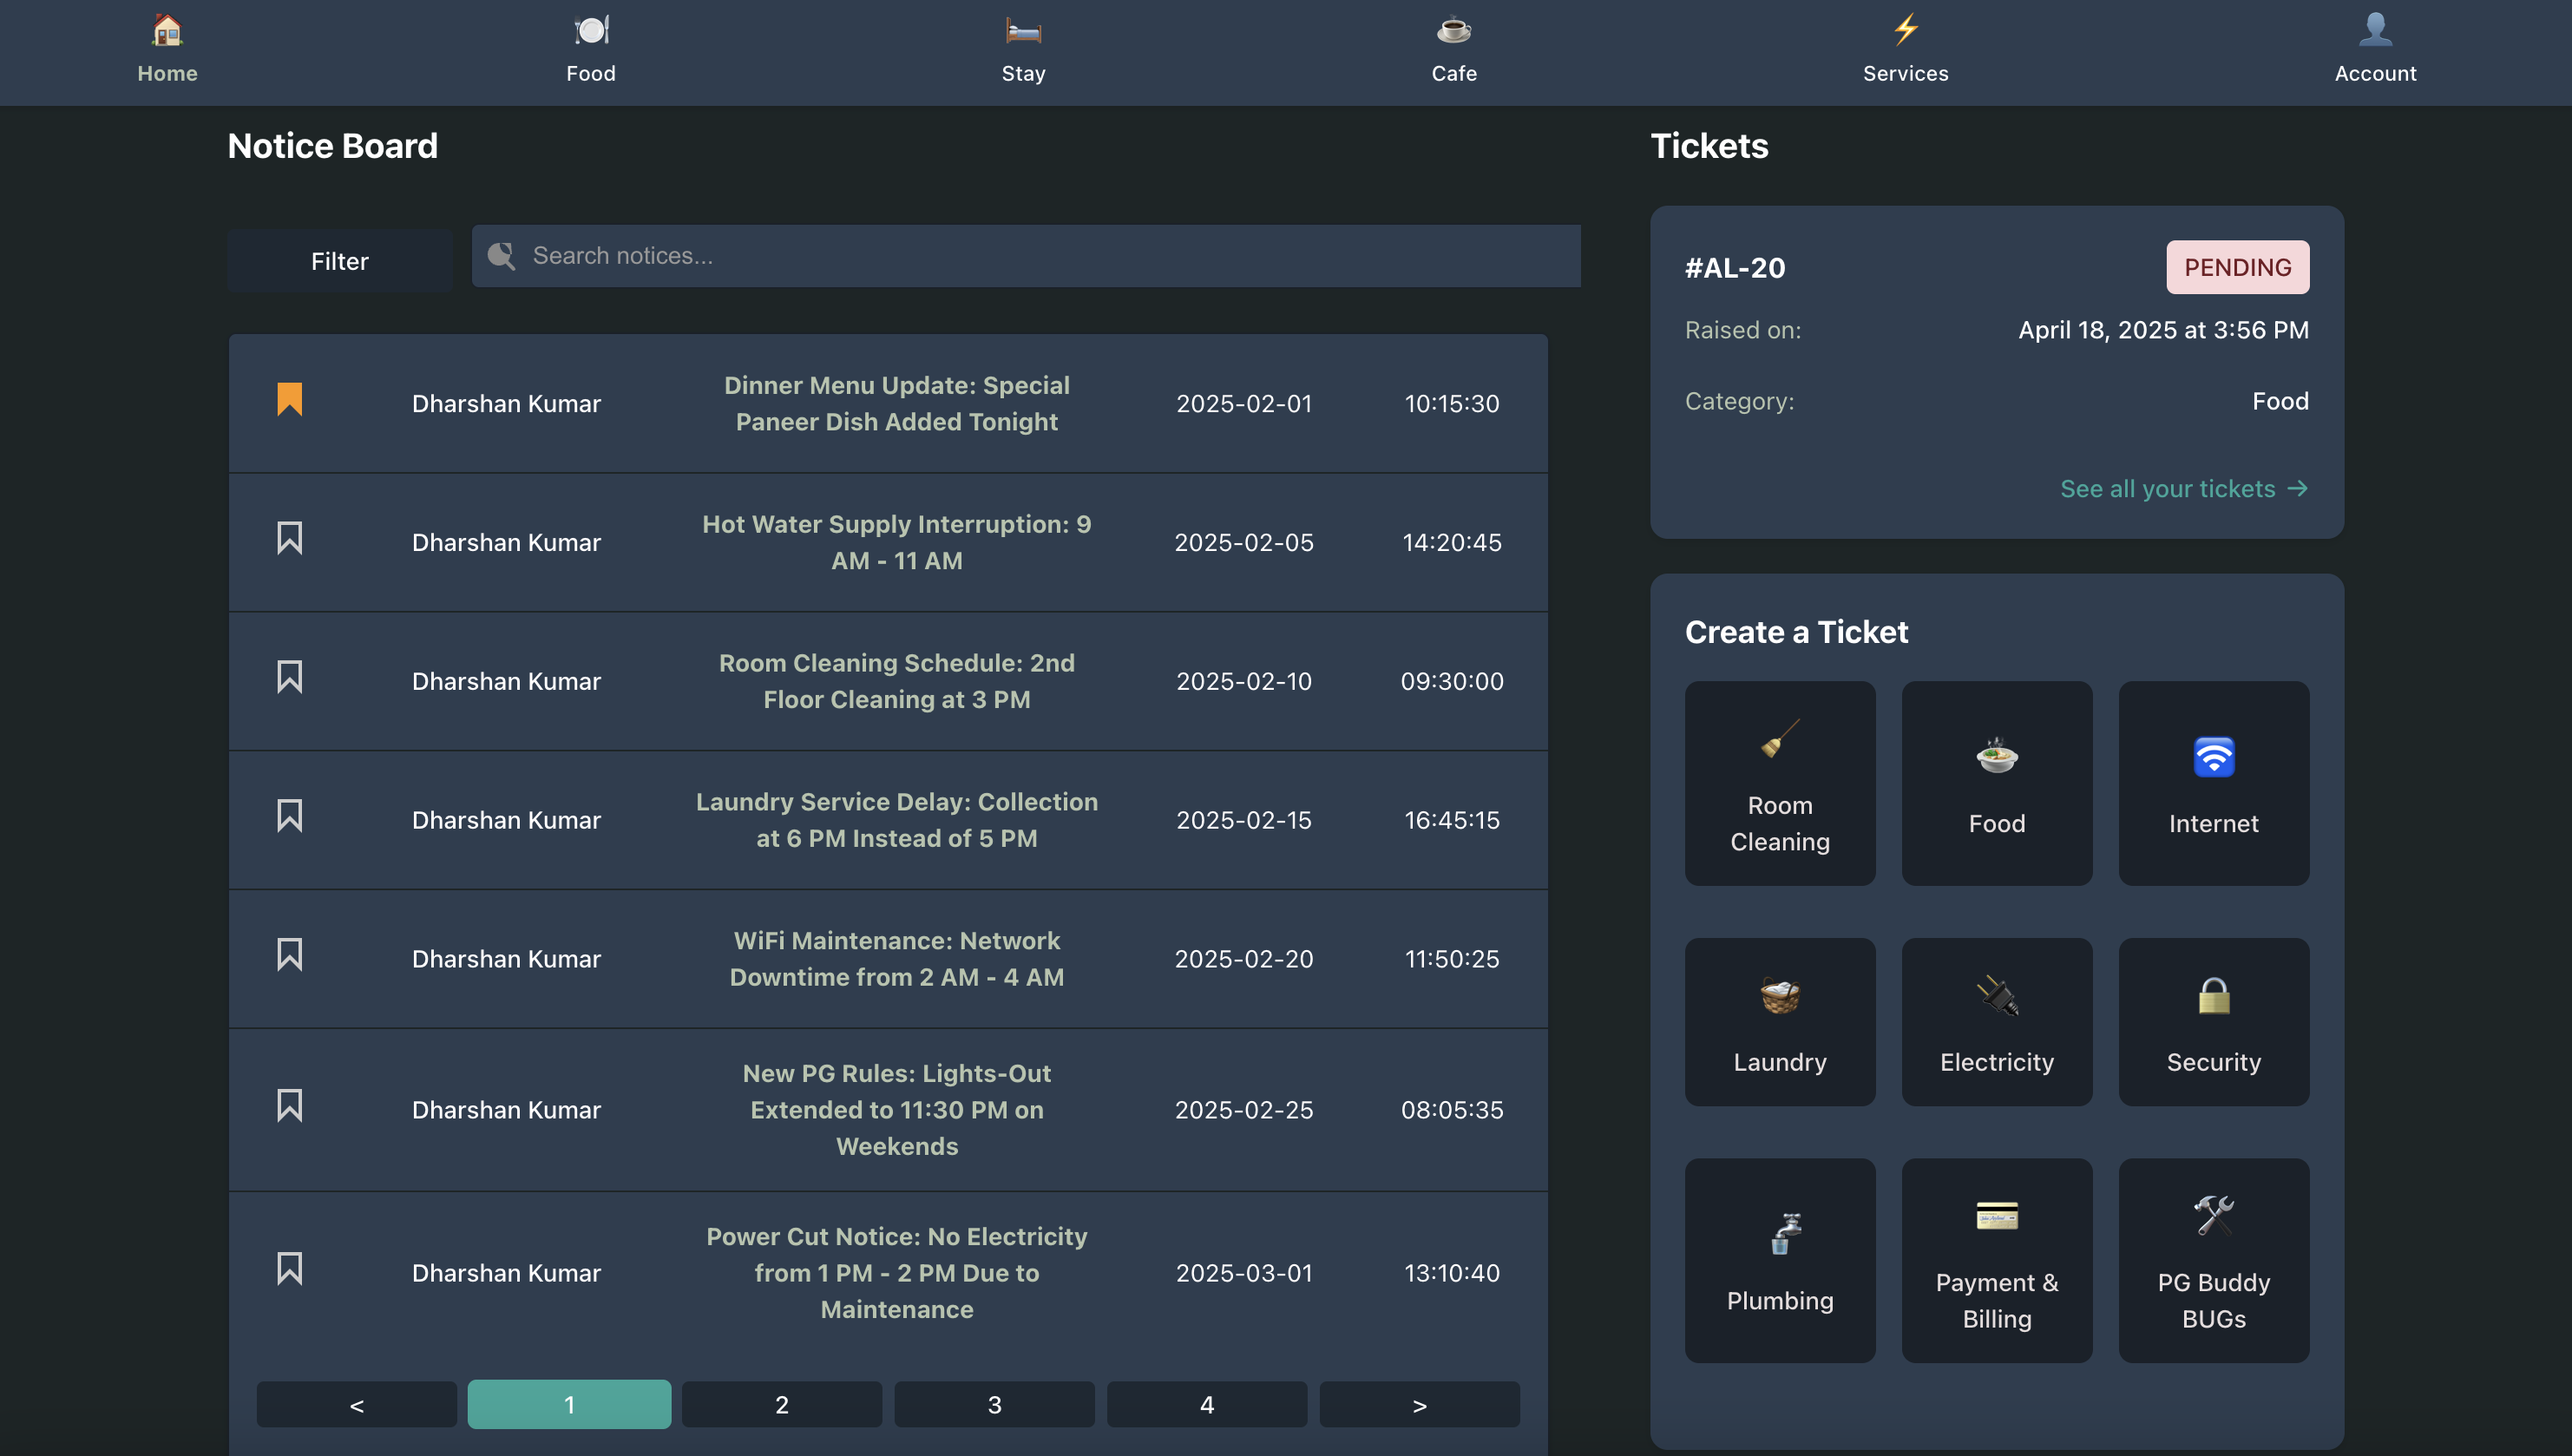 Home
Food
Stay
Cafe
Services
Account
Notice Board
Filter
Search notices...
Dharshan Kumar
Dinner Menu Update: Special
Paneer Dish Added Tonight
2025-02-01
10:15:30
Dharshan Kumar
Hot Water Supply Interruption: 9
AM - 11 AM
2025-02-05
14:20:45
Dharshan Kumar
Room Cleaning Schedule: 2nd
Floor Cleaning at 3 PM
2025-02-10
09:30:00
Dharshan Kumar
Laundry Service Delay: Collection
at 6 PM Instead of 5 PM
2025-02-15
16:45:15
Dharshan Kumar
WiFi Maintenance: Network
Downtime from 2 AM - 4 AM
2025-02-20
11:50:25
Dharshan Kumar
New PG Rules: Lights-Out
Extended to 11:30 PM on
Weekends
2025-02-25
08:05:35
Dharshan Kumar
Power Cut Notice: No Electricity
from 1 PM - 2 PM Due to
Maintenance
2025-03-01
13:10:40
< 1 2 3 4 >
Tickets
#AL-20
PENDING
Raised on: April 18, 2025 at 3:56 PM
Category: Food
See all your tickets →
Create a Ticket
Room
Cleaning
Food
Internet
Laundry
Electricity
Security
Plumbing
Payment &
Billing
PG Buddy
BUGs